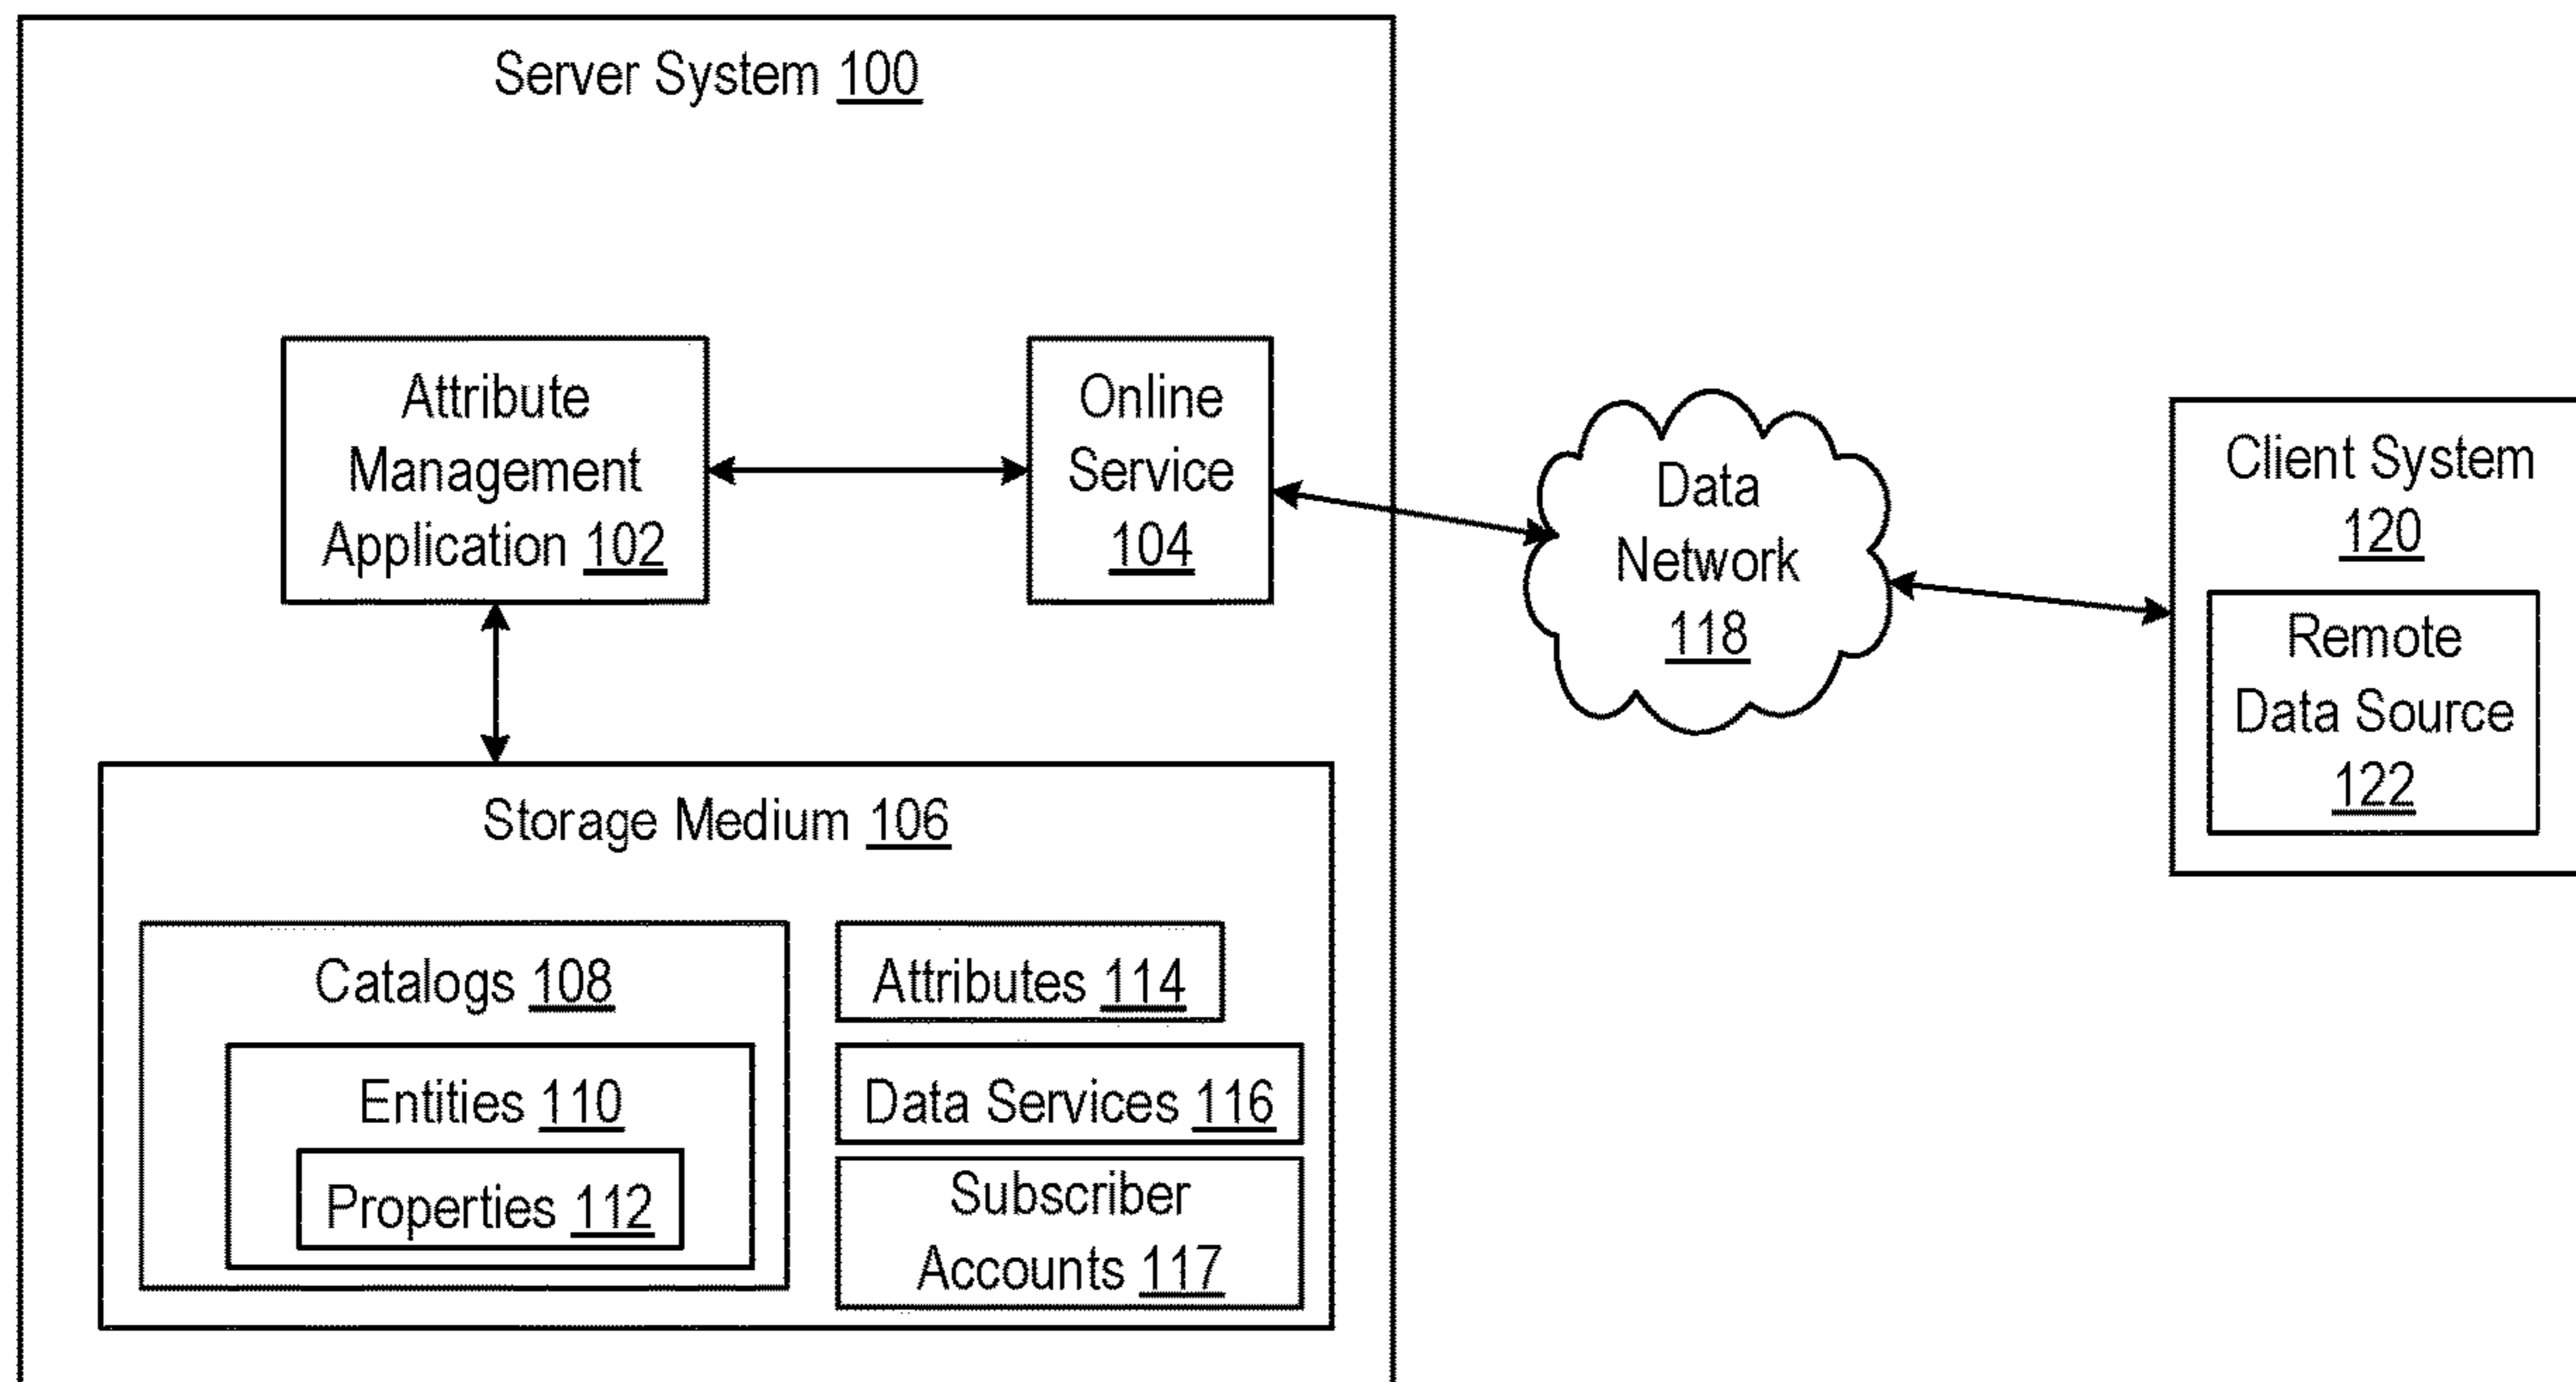 Server System 100
Attribute
Management
Application 102
Online
Service
104
Data
Network
118
Client System
120
Remote
Data Source
122
Storage Medium 106
Catalogs 108
Entities 110
Properties 112
Attributes 114
Data Services 116
Subscriber
Accounts 117